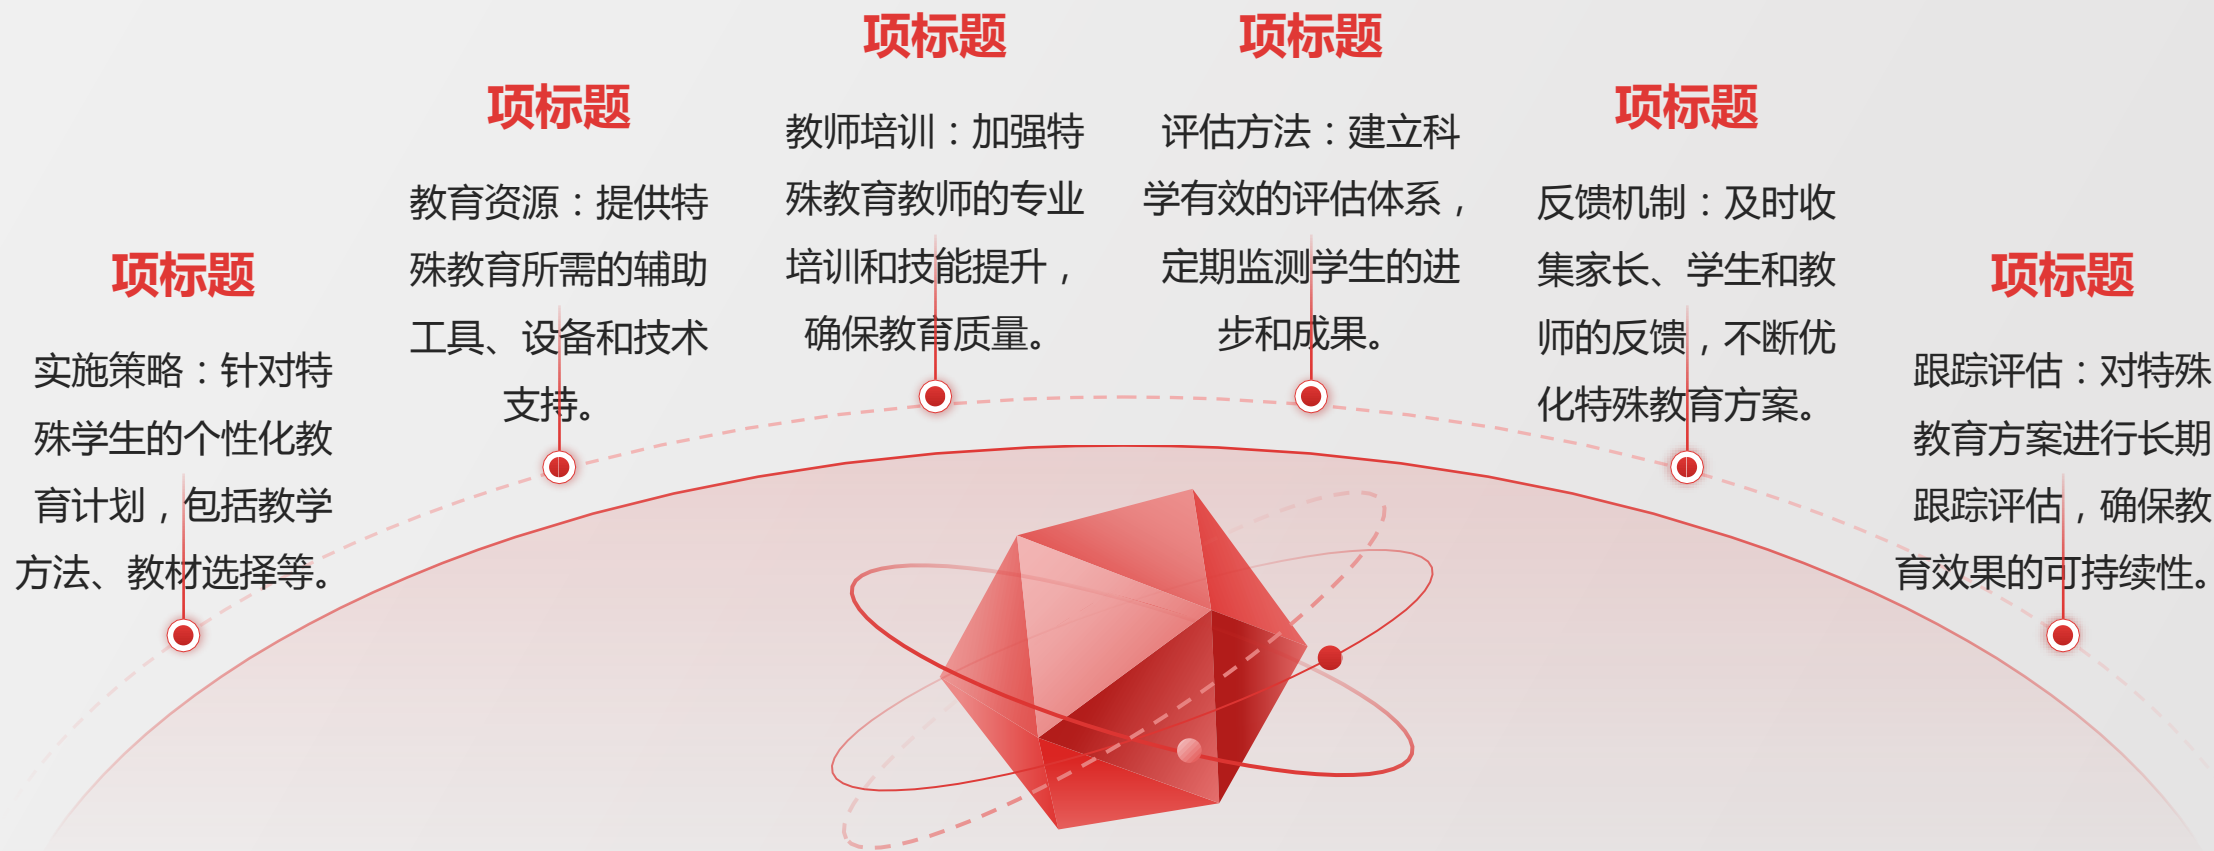 项标题
实施策略：针对特
殊学生的个性化教
育计划，包括教学
方法、教材选择等。
项标题
教育资源：提供特
殊教育所需的辅助
工具、设备和技术
支持。
项标题
教师培训：加强特
殊教育教师的专业
培训和技能提升，
确保教育质量。
项标题
评估方法：建立科
学有效的评估体系，
定期监测学生的进
步和成果。
项标题
反馈机制：及时收
集家长、学生和教
师的反馈，不断优
化特殊教育方案。
项标题
跟踪评估：对特殊
教育方案进行长期
跟踪评估，确保教
育效果的可持续性。